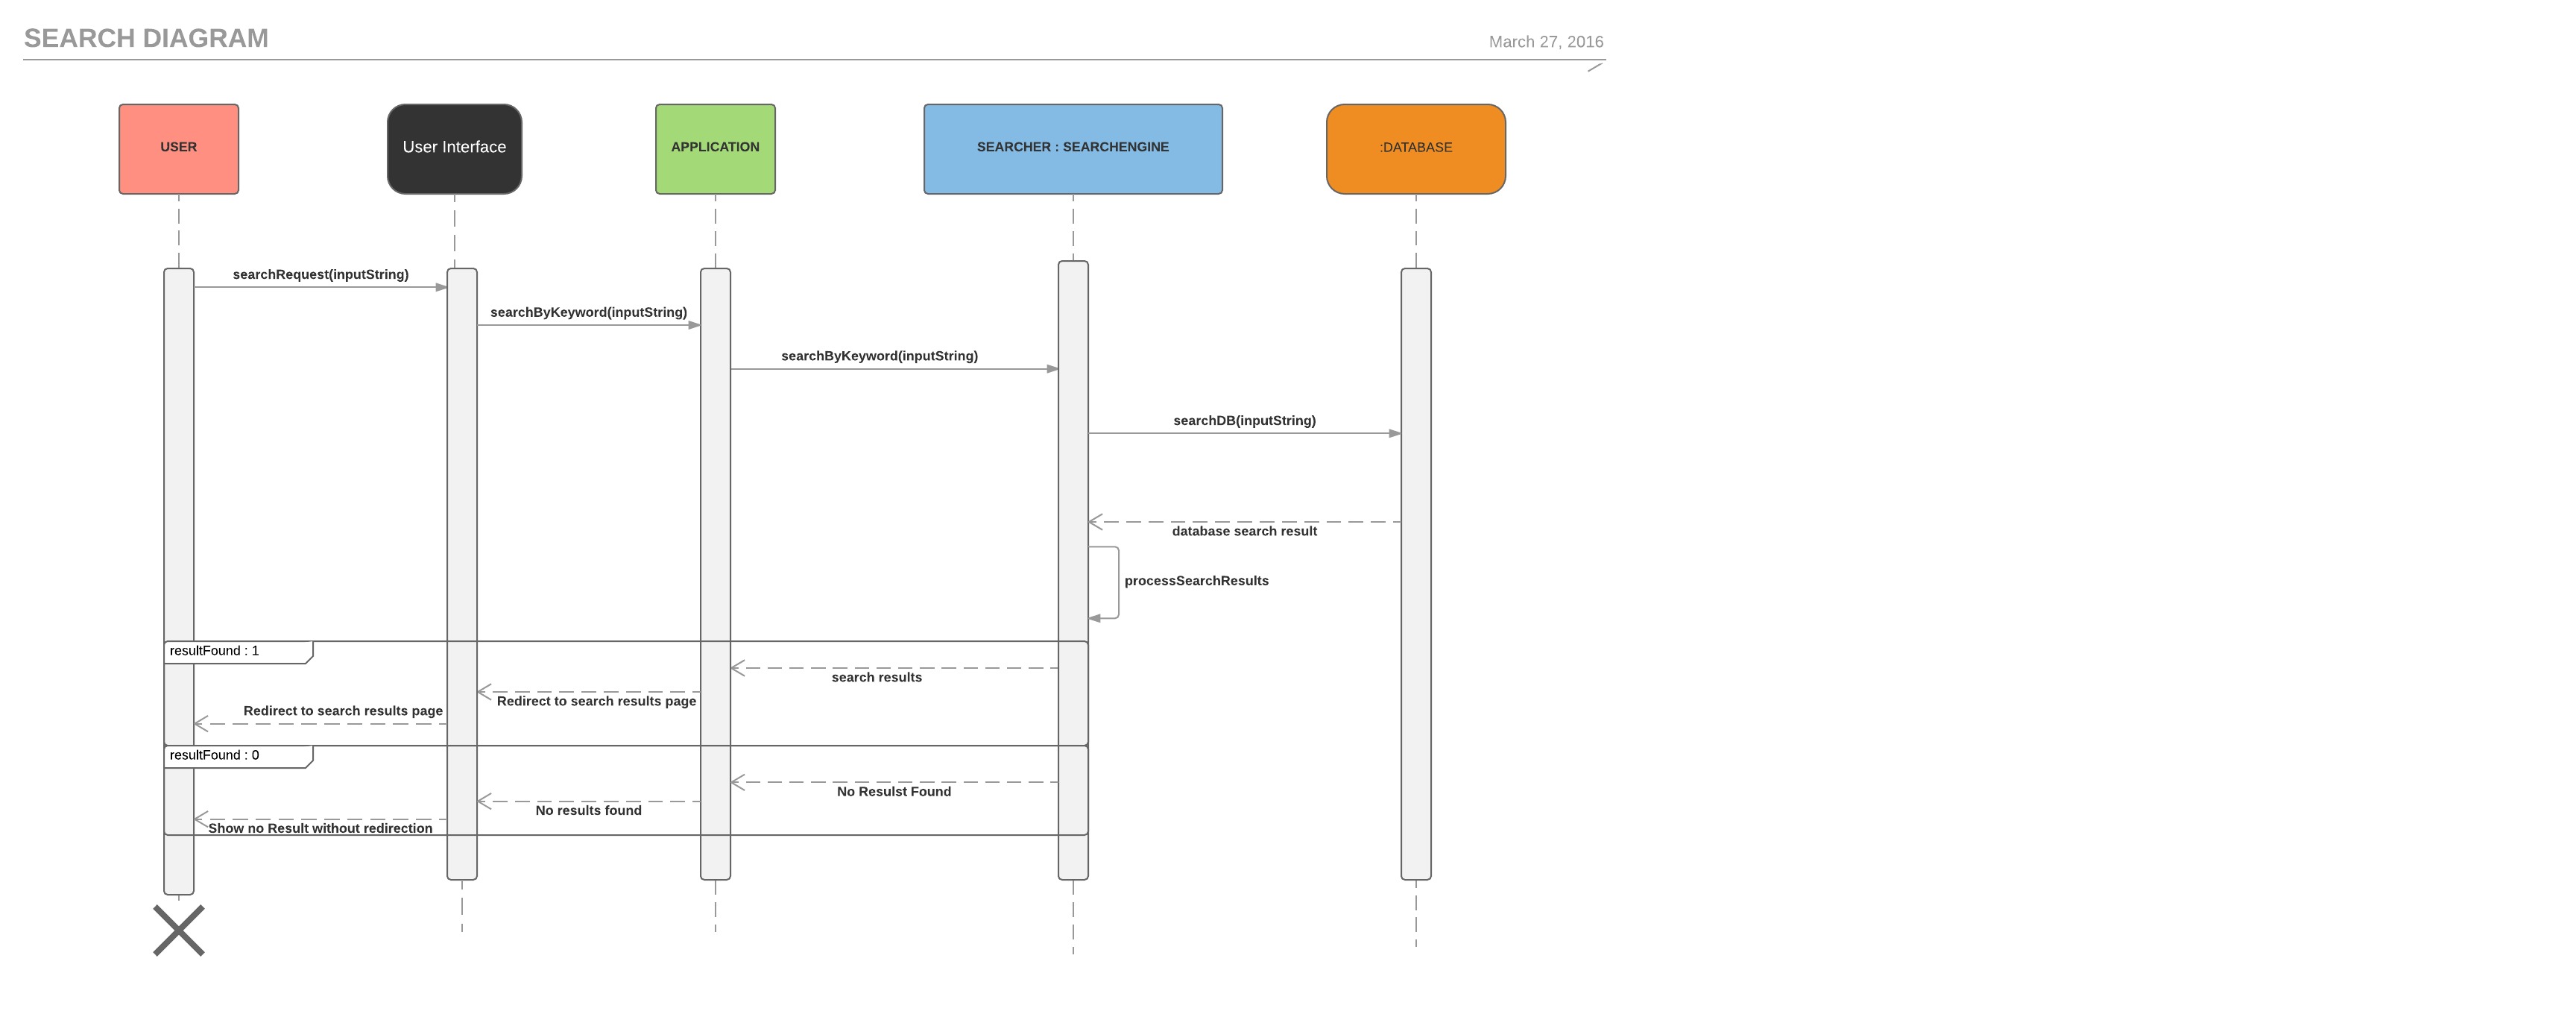 SEARCH DIAGRAM
March 27, 2016
USER
User Interface
APPLICATION
SEARCHER : SEARCHENGINE
:DATABASE
searchRequest(inputString)
searchByKeyword(inputString)
searchByKeyword(inputString)
searchDB(inputString)
database search result
processSearchResults
resultFound : 1
search results
Redirect to search results page
Redirect to search results page
resultFound : 0
No Resulst Found
No results found
Show no Result without redirection